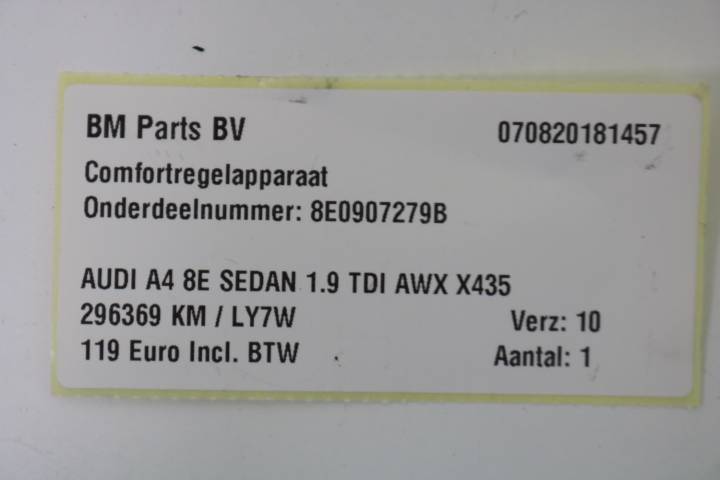 BM Parts BV 070820181457
Comfortregelapparaat
Onderdeelnummer: 8E0907279B
AUDI A4 8E SEDAN 1.9 TDI AWX X435
296369 KM / LY7W Verz: 10
119 Euro Incl. BTW Aantal: 1